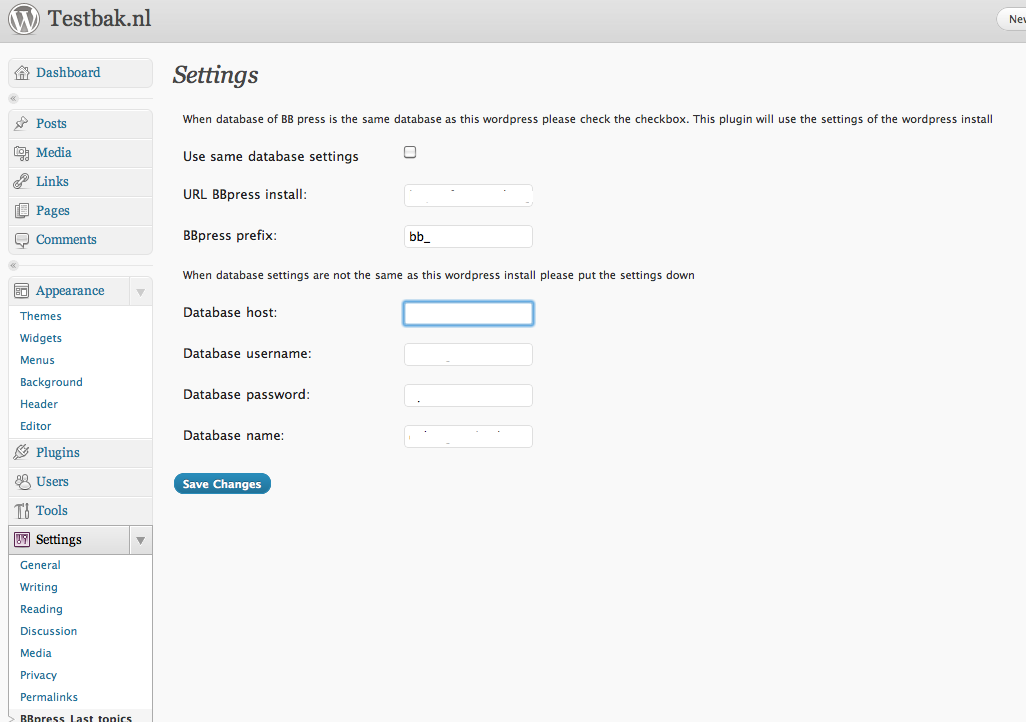 Testbak.nl
New
Dashboard
Posts
Media
Links
Pages
Comments
Appearance
Themes
Widgets
Menus
Background
Header
Editor
Plugins
Users
Tools
Settings
General
Writing
Reading
Discussion
Media
Privacy
Permalinks
BBpress Last topics
Settings
When database of BB press is the same database as this wordpress please check the checkbox. This plugin will use the settings of the wordpress install
Use same database settings
URL BBpress install:
BBpress prefix: bb_
When database settings are not the same as this wordpress install please put the settings down
Database host:
Database username:
Database password:
Database name:
Save Changes